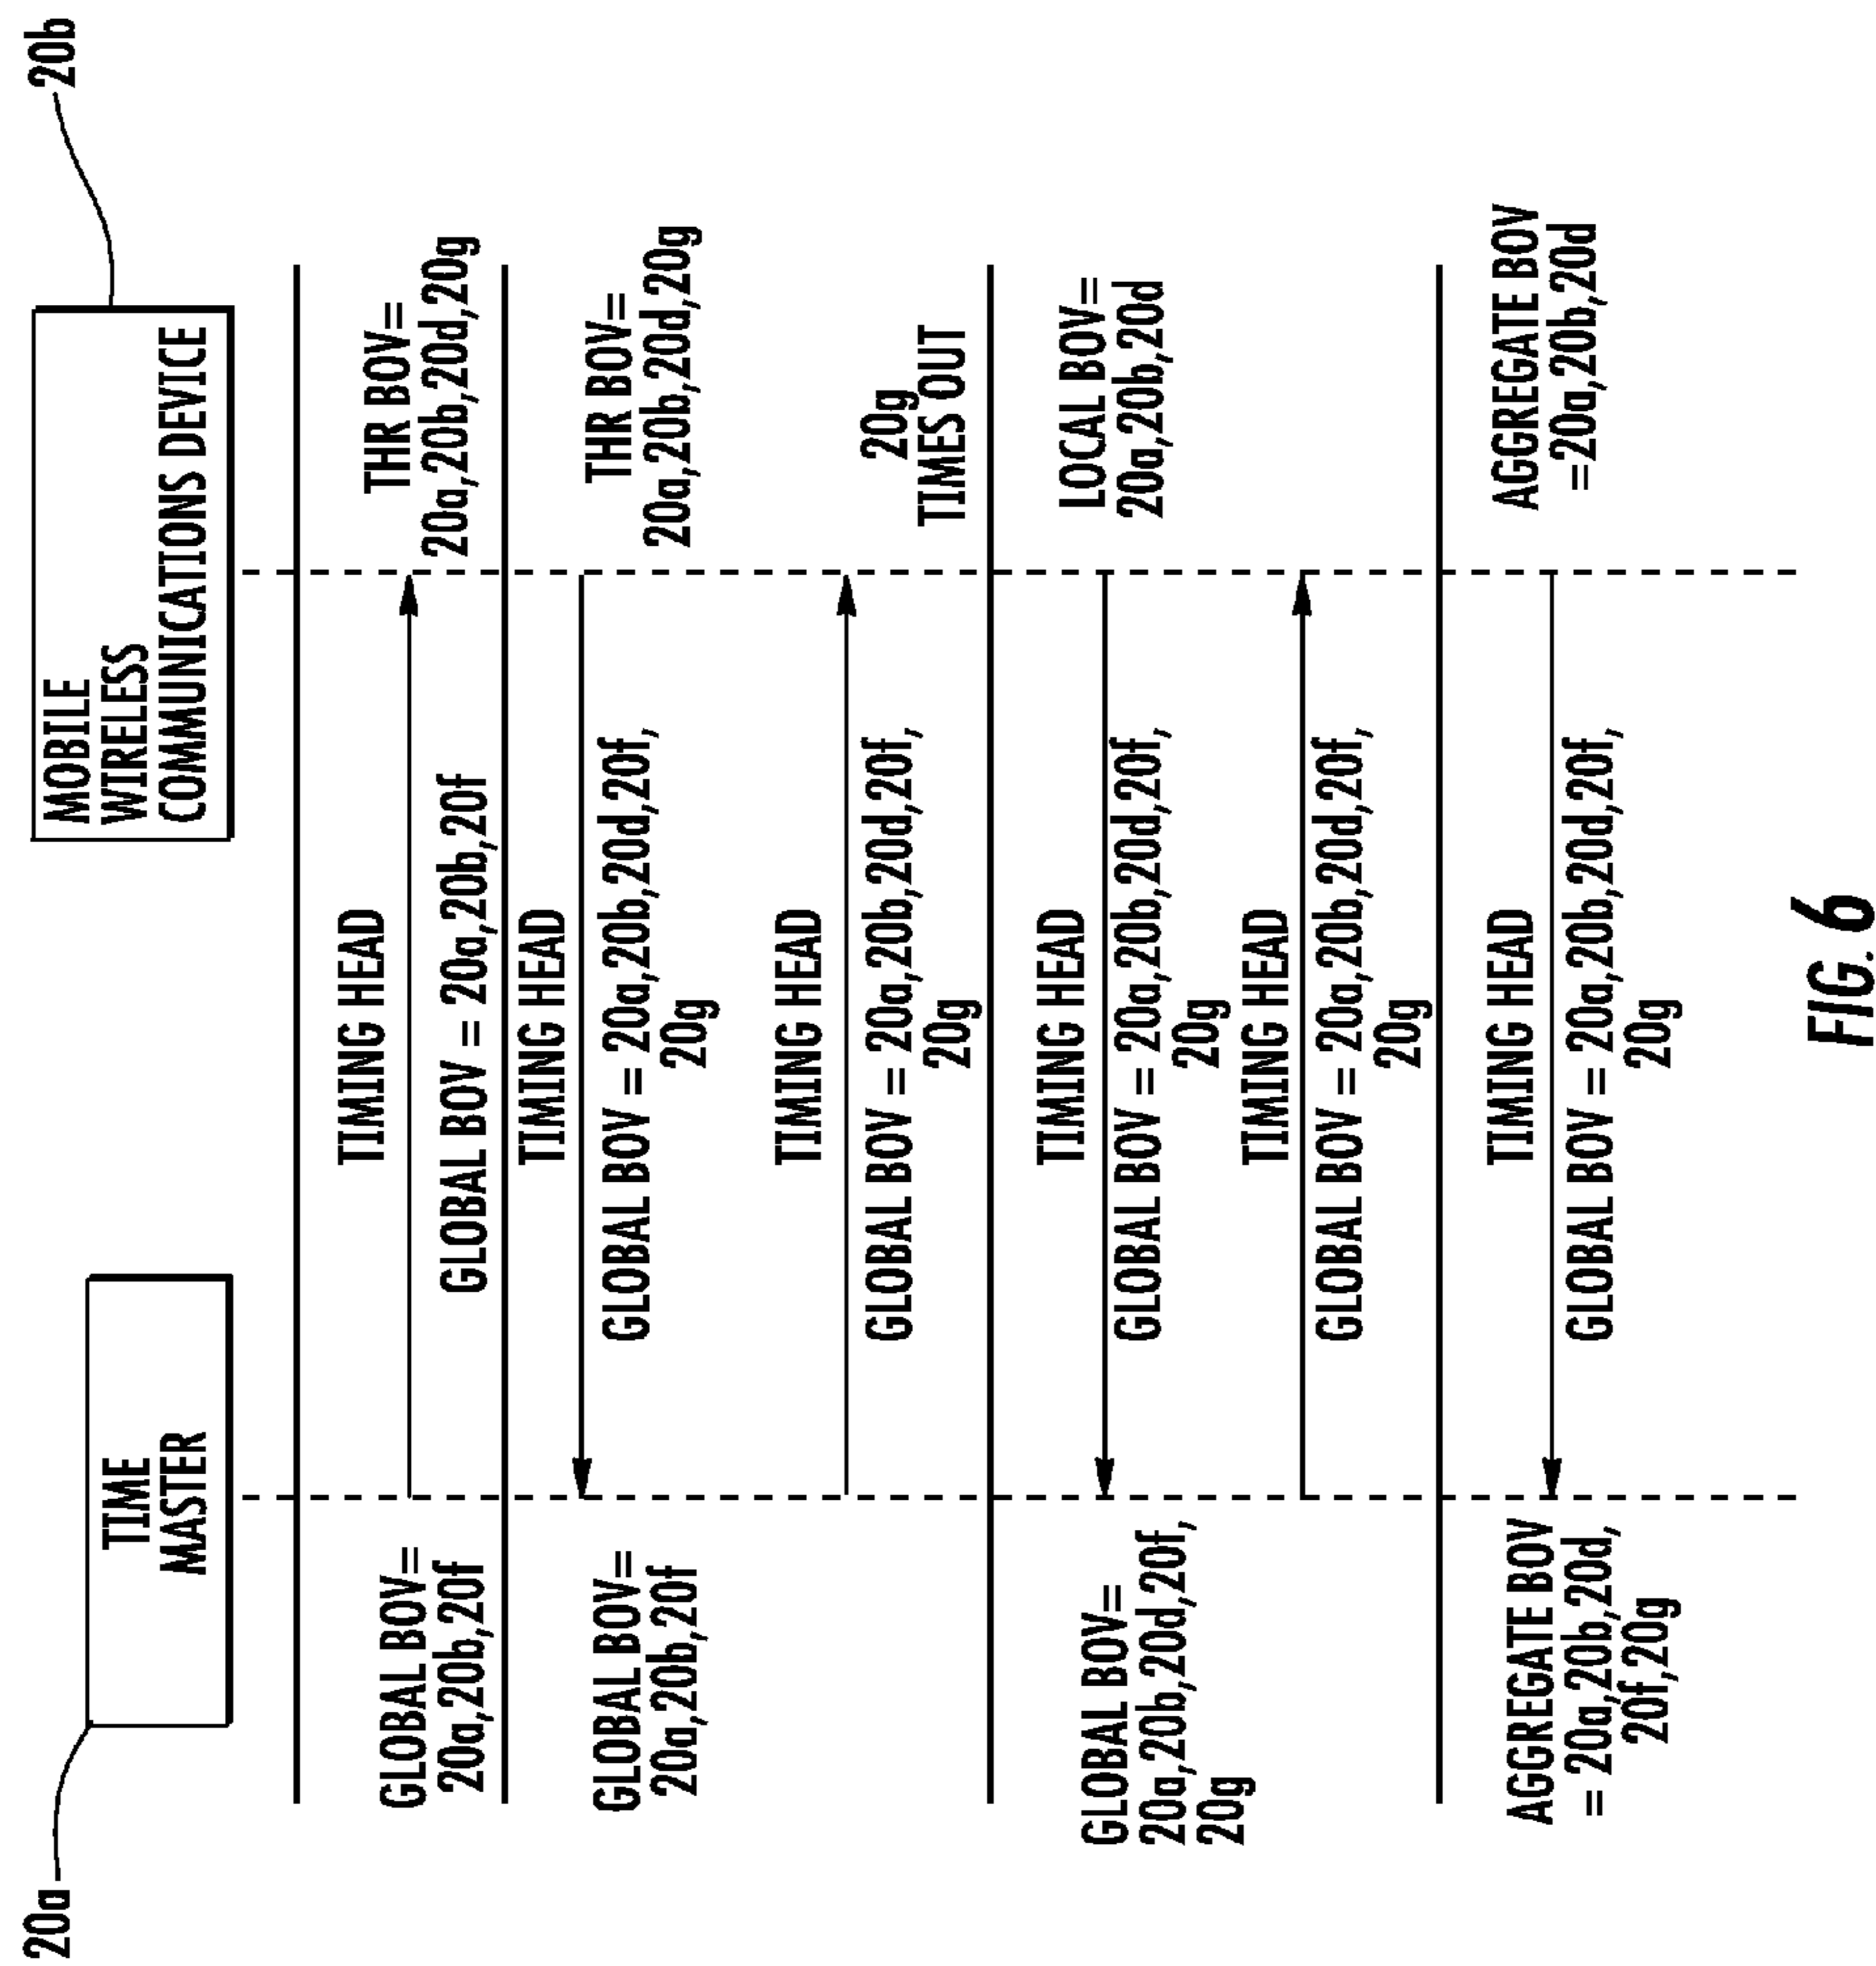 20a
TIME
MASTER
MOBILE
WIRELESS
COMMUNICATIONS DEVICE
20b
GLOBAL BOV=
20a,20b,20f
TIMING HEAD
GLOBAL BOV = 20a,20b,20f
THR BOV=
20a,20b,20d,20g
GLOBAL BOV=
20a,20b,20f
TIMING HEAD
GLOBAL BOV = 20a,20b,20d,20f,
20g
THR BOV=
20a,20b,20d,20g
TIMING HEAD
GLOBAL BOV = 20a,20b,20d,20f,
20g
20g
TIMES OUT
GLOBAL BOV=
20a,20b,20d,20f,
20g
TIMING HEAD
GLOBAL BOV = 20a,20b,20d,20f,
20g
LOCAL BOV=
20a,20b,20d
TIMING HEAD
GLOBAL BOV = 20a,20b,20d,20f,
20g
AGGREGATE BOV
= 20a,20b,20d,
20f,20g
TIMING HEAD
GLOBAL BOV = 20a,20b,20d,20f,
20g
AGGREGATE BOV
=20a,20b,20d
FIG. 6